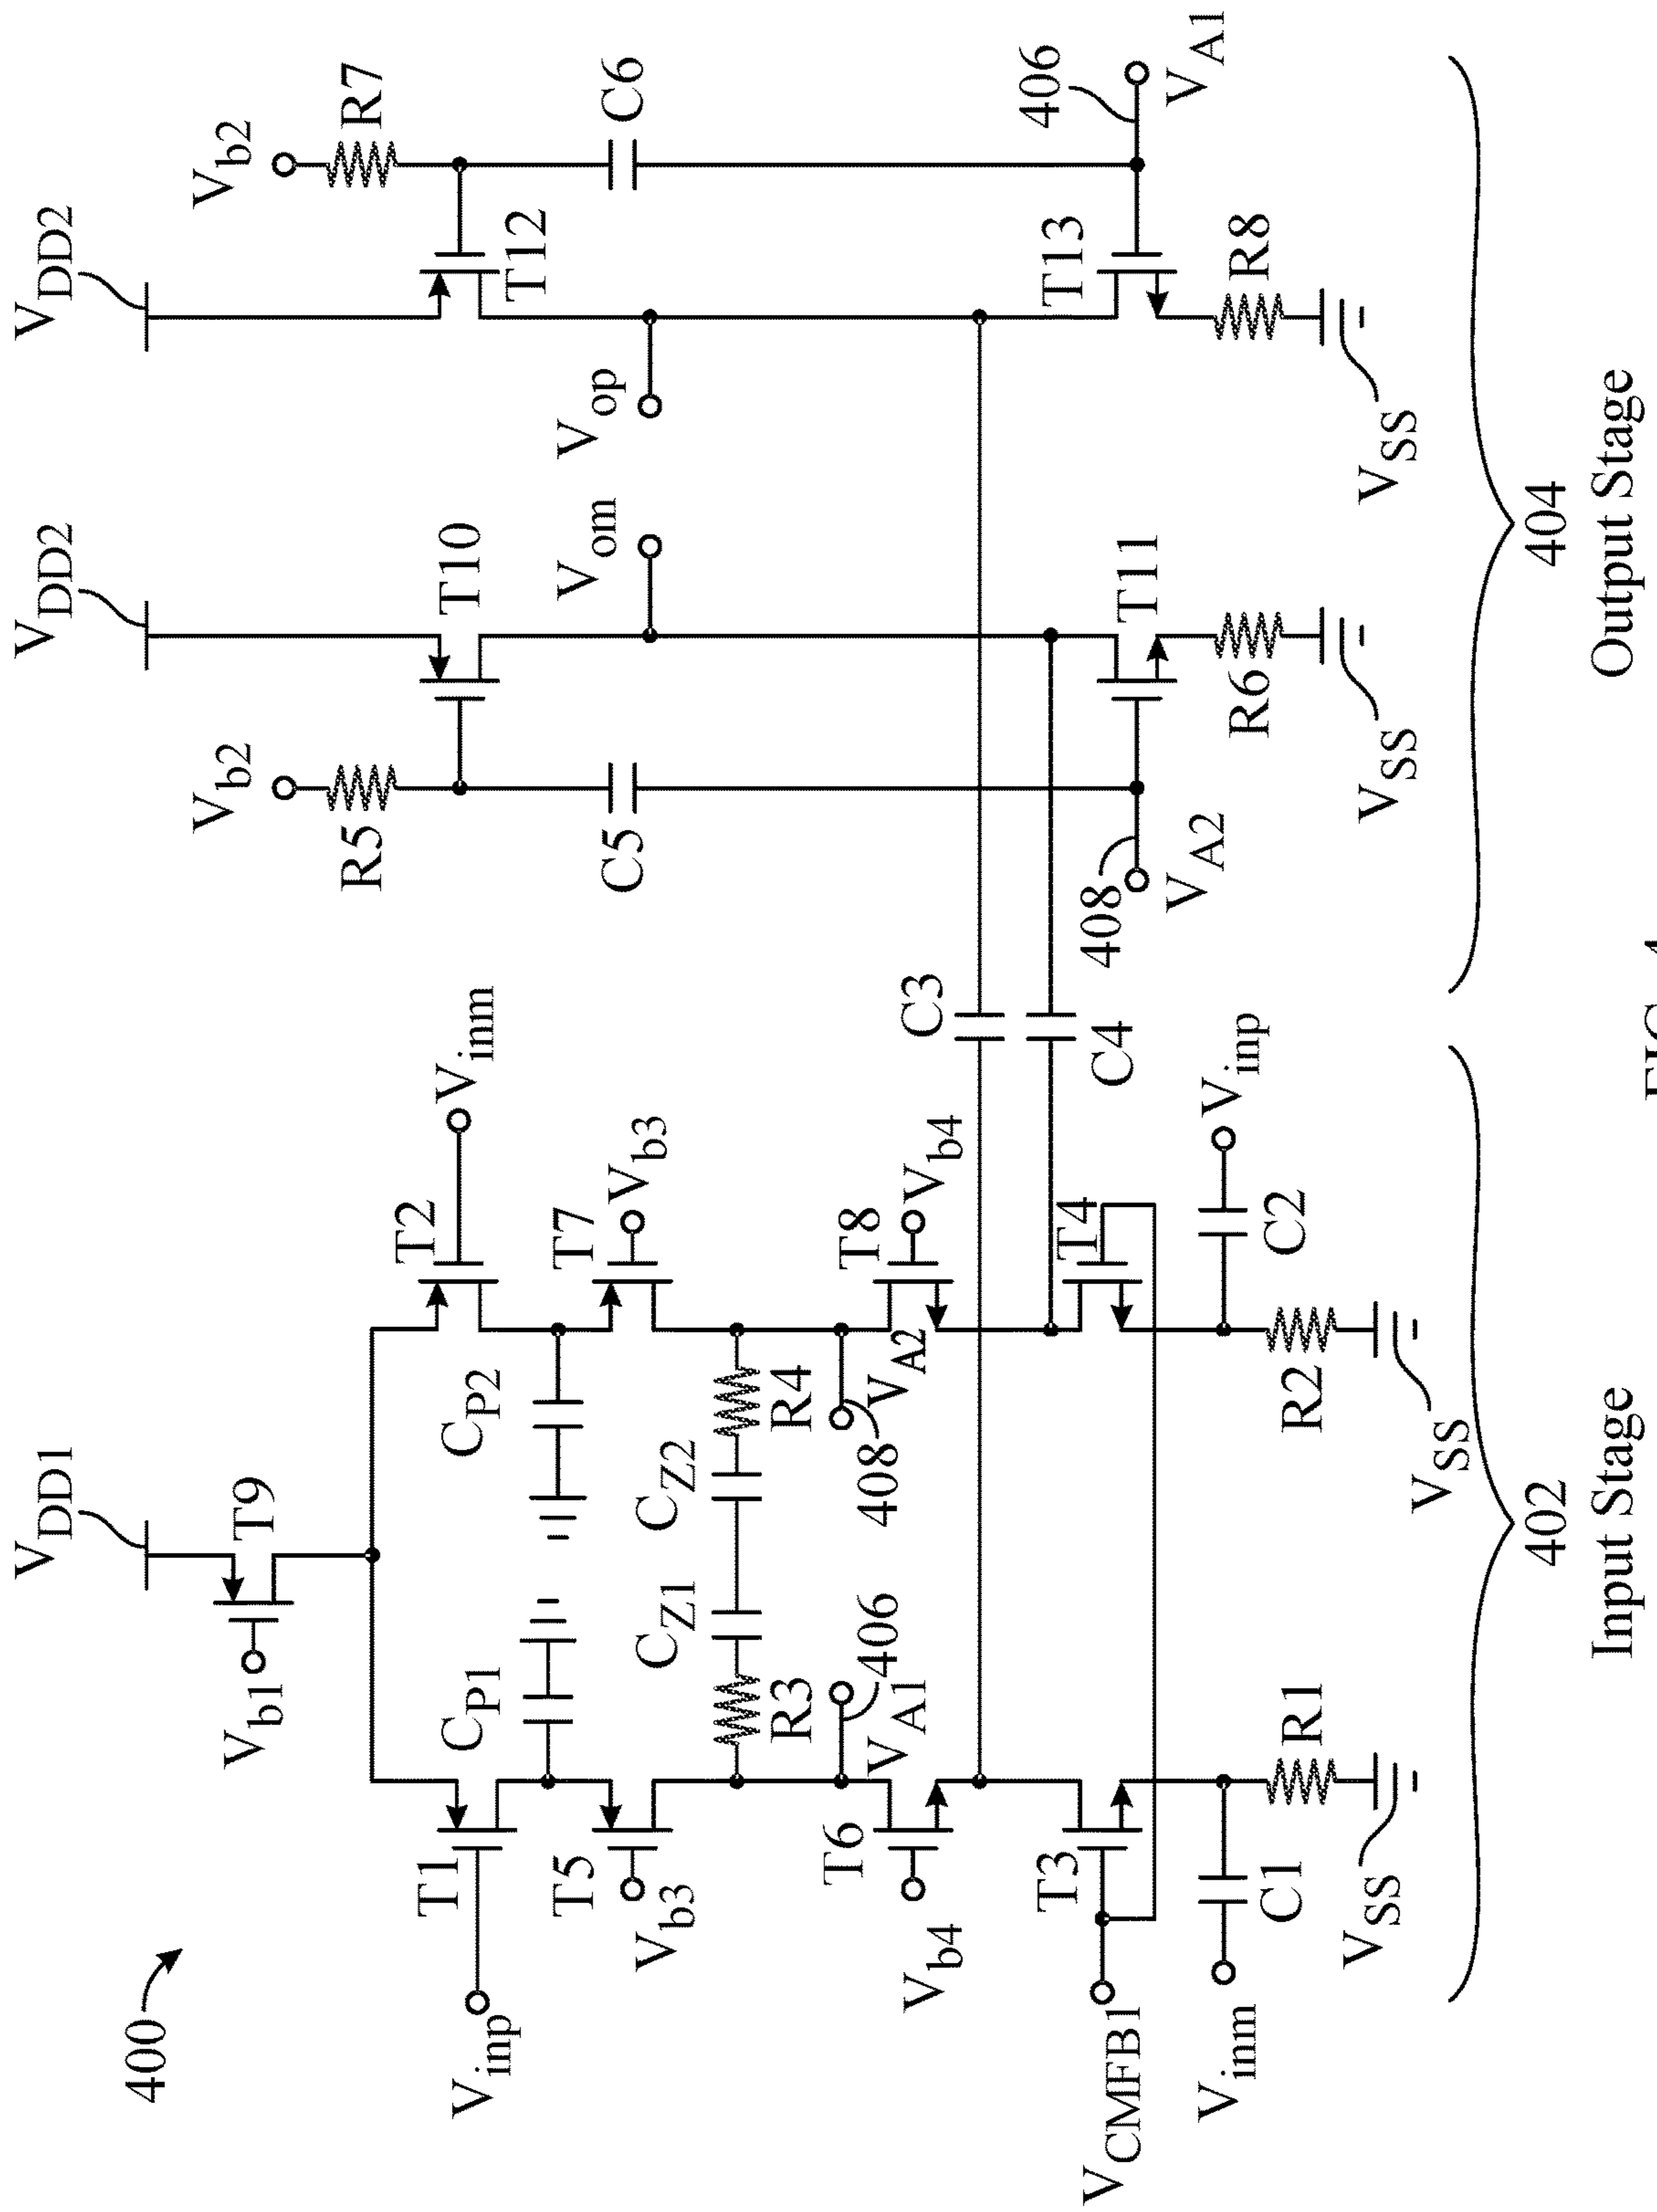 400
V_DD1
V_b1
T9
V_inp
T1
T2
V_inm
C_P1
C_P2
T5
V_b3
T7
V_b3
R3
C_Z1
C_Z2
R4
V_A1
406
V_A2
408
T6
V_b4
T8
V_b4
T3
V_CMFB1
T4
C3
C4
V_inm
C1
R1
V_SS
V_inp
C2
R2
V_SS
402
Input Stage
V_DD2
V_DD2
V_b2
R5
T10
C5
V_om
V_b2
R7
T12
C6
V_op
408
V_A2
T11
R6
V_SS
406
V_A1
T13
R8
V_SS
404
Output Stage